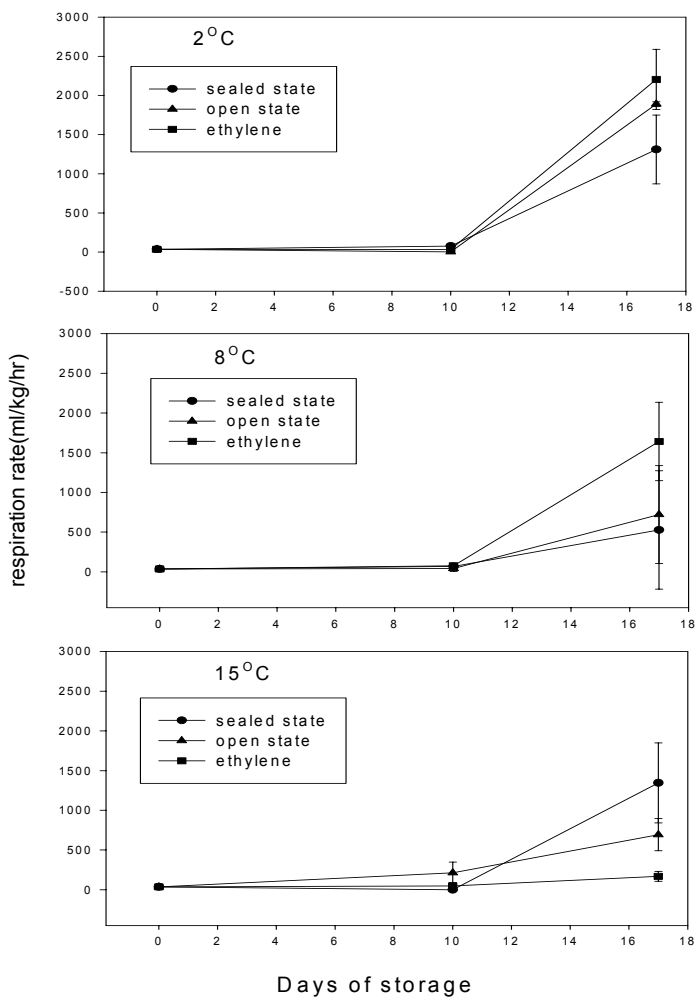 3000
2°C
2500
sealed state
2000
open state
ethylene
1500
1000
500
0
-500
0 2 4 6 8 10 12 14 16 18
3000
8°C
2500
sealed state
2000
open state
ethylene
1500
1000
500
0
0 2 4 6 8 10 12 14 16 18
3000
15°C
2500
sealed state
2000
open state
ethylene
1500
1000
500
0
0 2 4 6 8 10 12 14 16 18
respiration rate(ml/kg/hr)
Days of storage